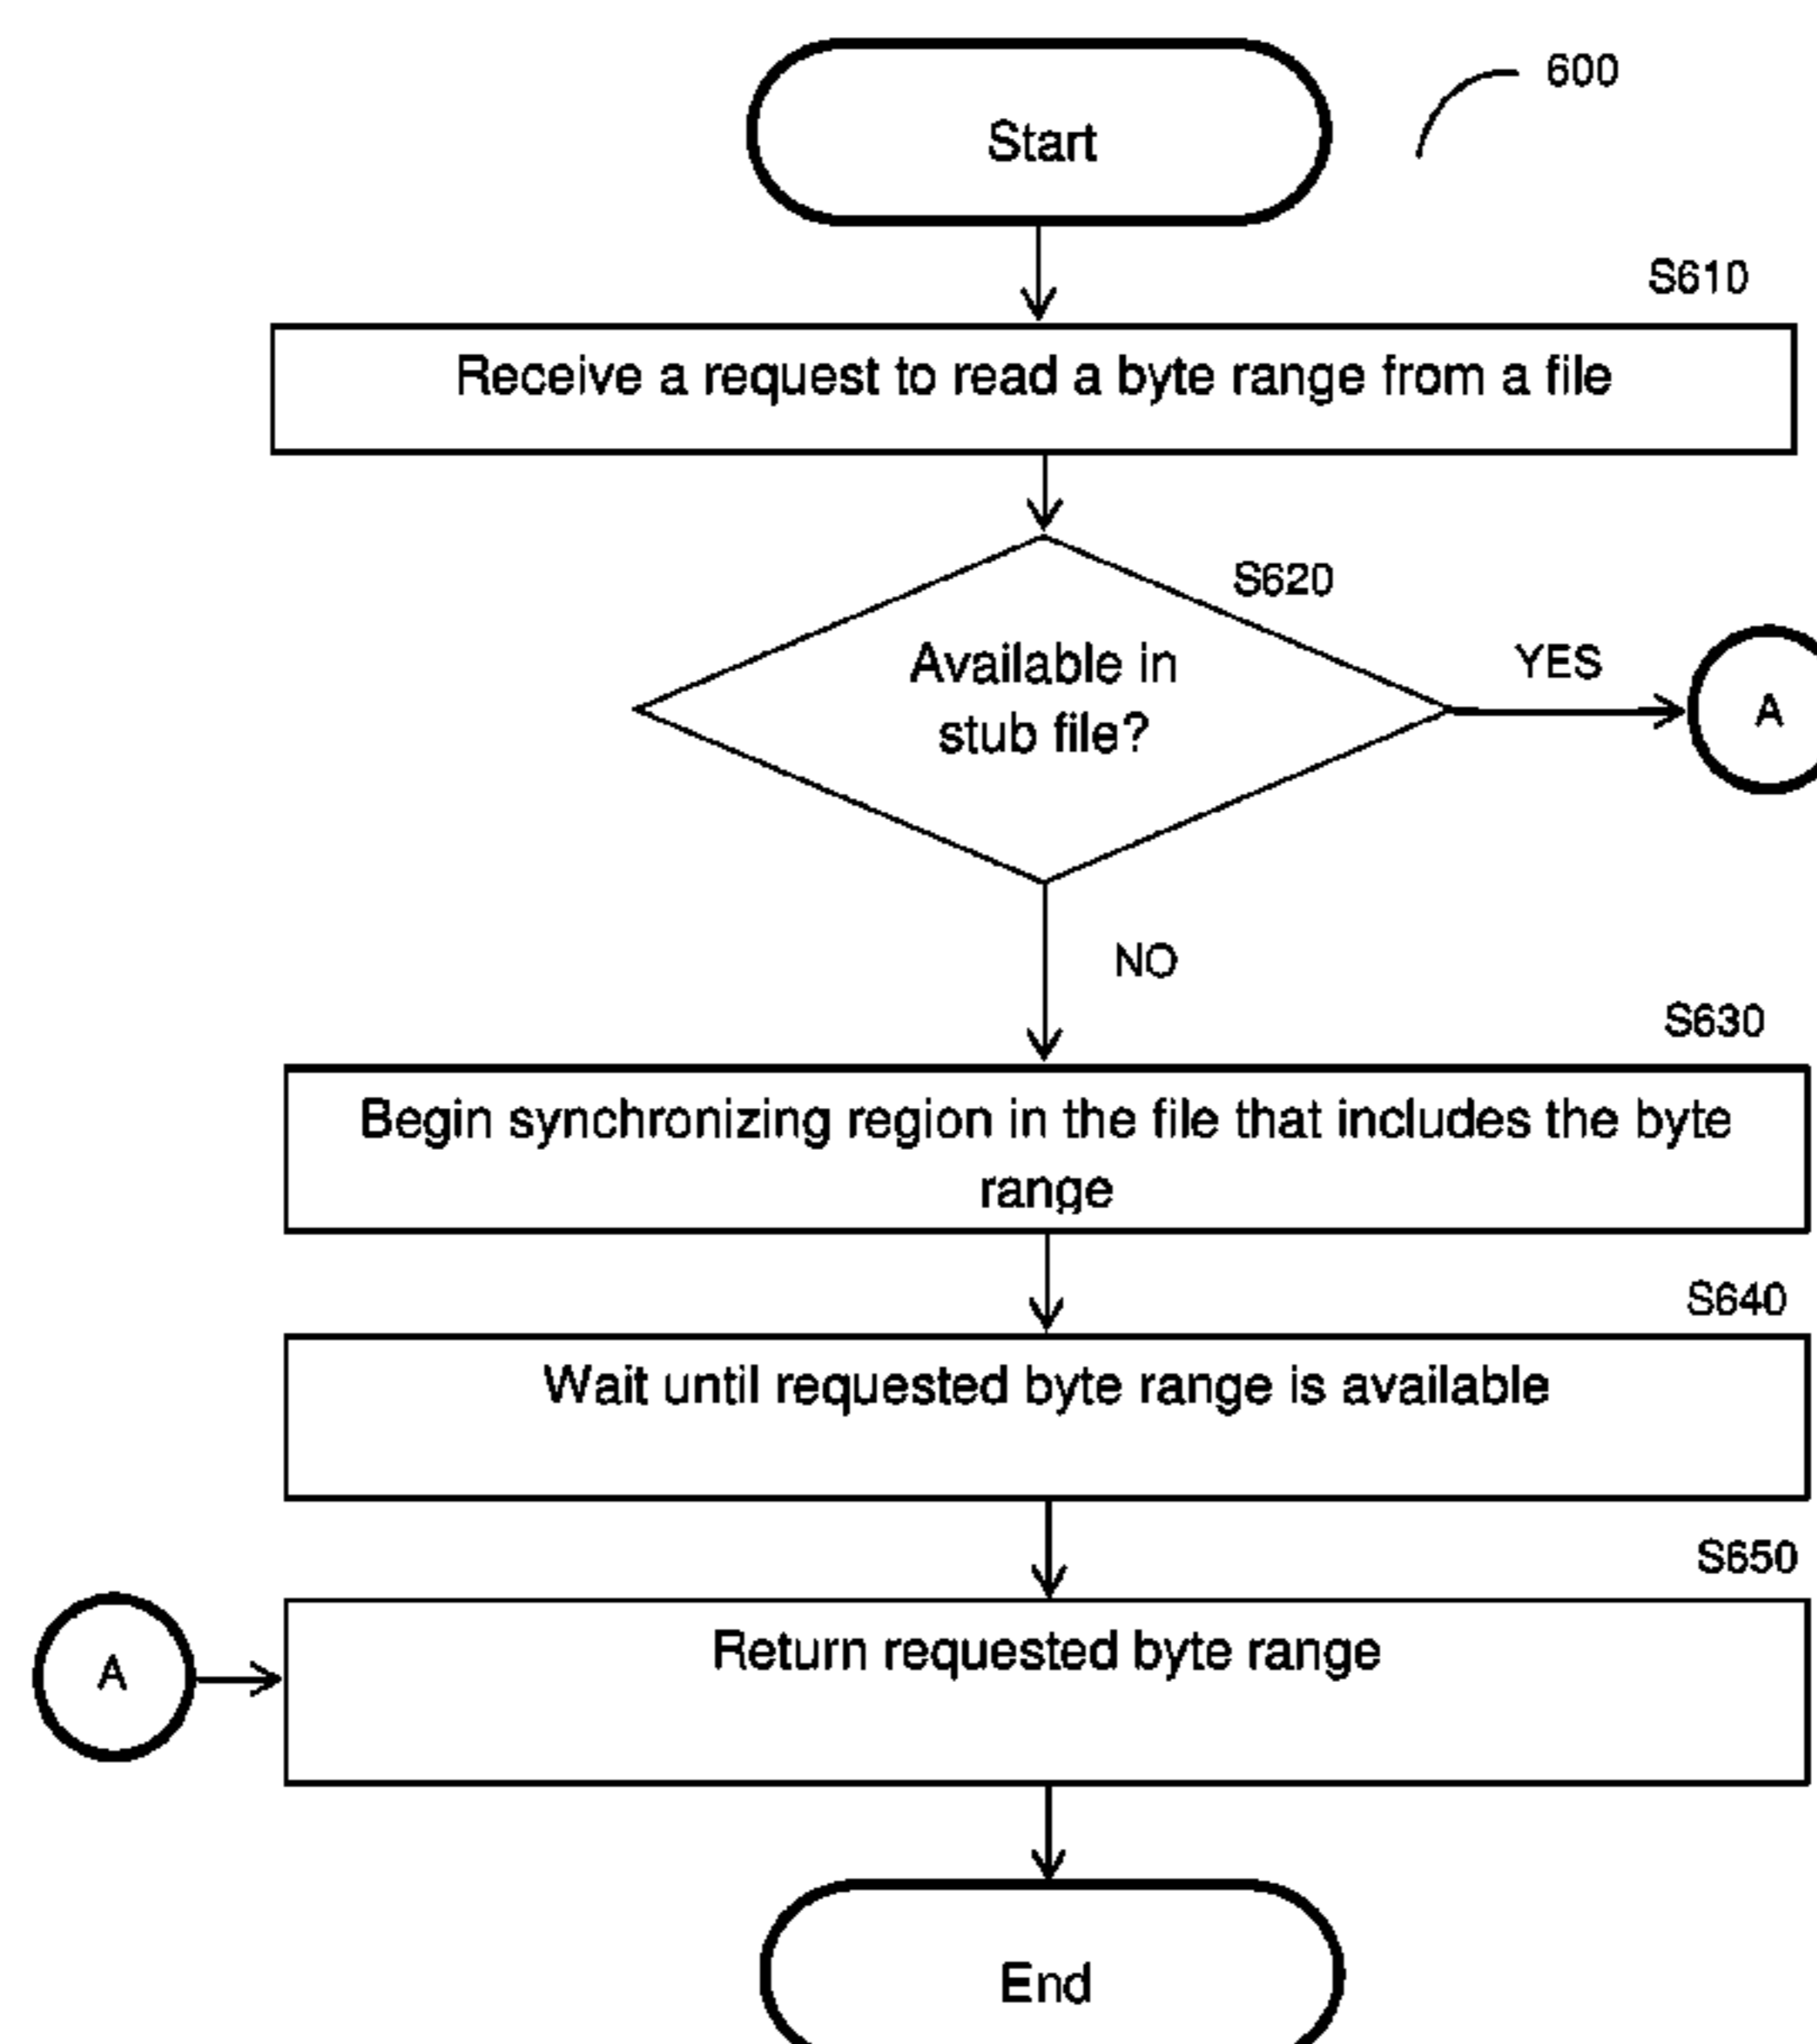 600
Start
S610
Receive a request to read a byte range from a file
S620
Available in
stub file?
YES
A
NO
S630
Begin synchronizing region in the file that includes the byte
range
S640
Wait until requested byte range is available
S650
A
Return requested byte range
End